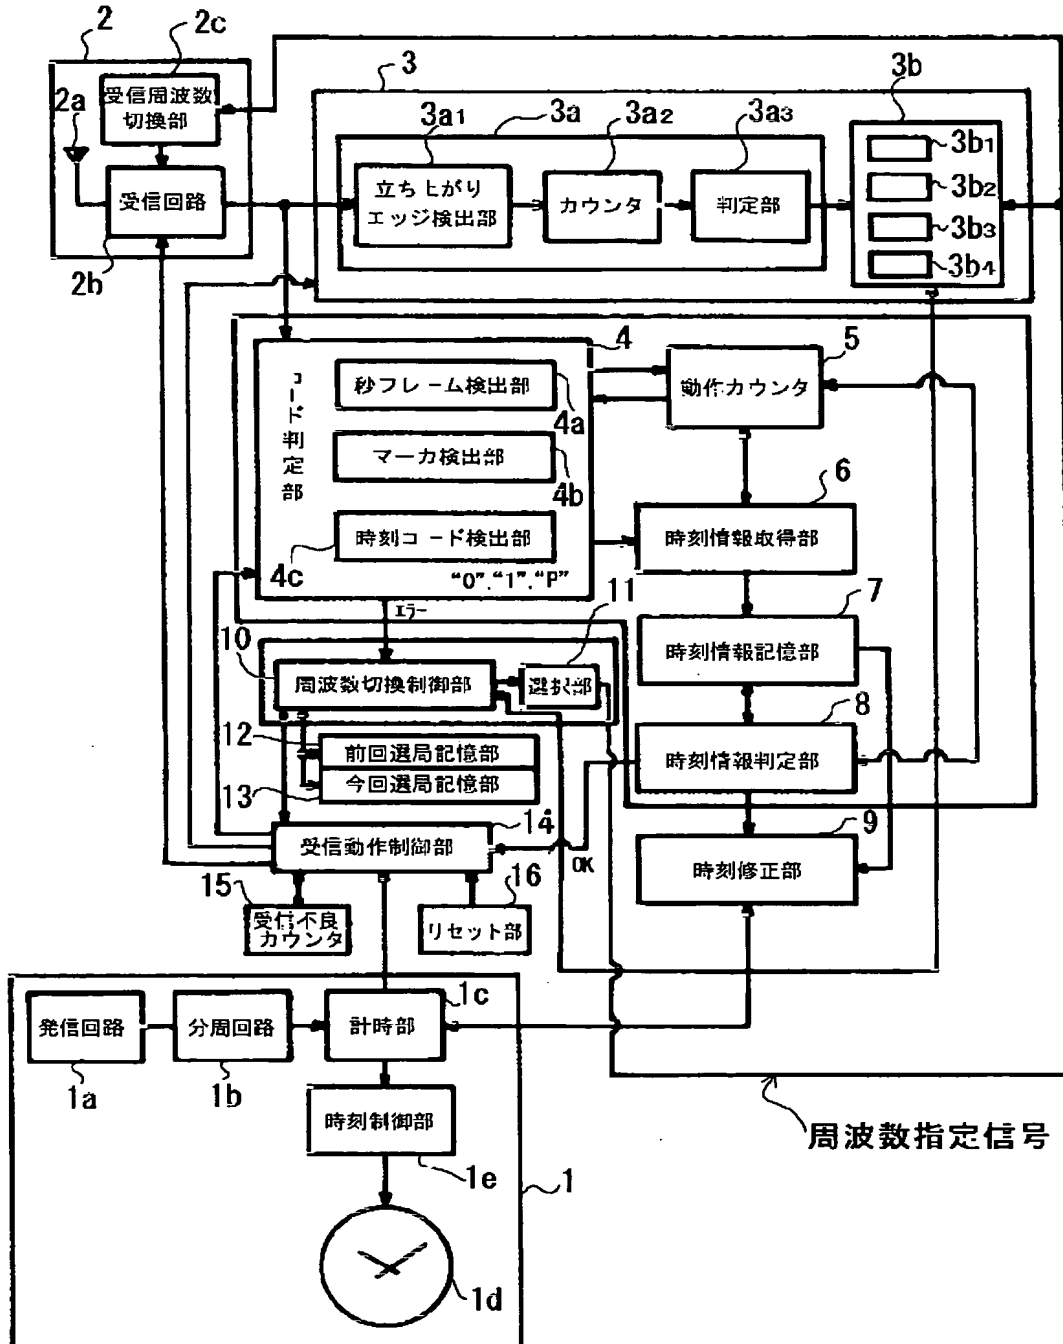 2
2c
受信周波数
切換部
2a
受信回路
2b
3
3a
3a1
立ち上がり
エッジ検出部
3a2
カウンタ
3a3
判定部
3b
3b1
3b2
3b3
3b4
4
コード判定部
秒フレーム検出部
4a
マーカ検出部
4b
時刻コード検出部
4c
“0”.“1”.“P”
5
動作カウンタ
6
時刻情報取得部
エラー
7
時刻情報記憶部
10
周波数切換制御部
11
選択部
8
時刻情報判定部
12
前回選局記憶部
13
今回選局記憶部
14
受信動作制御部
OK
9
時刻修正部
15
受信不良
カウンタ
16
リセット部
発信回路
1a
分周回路
1b
1c
計時部
時刻制御部
1e
1
1d
周波数指定信号